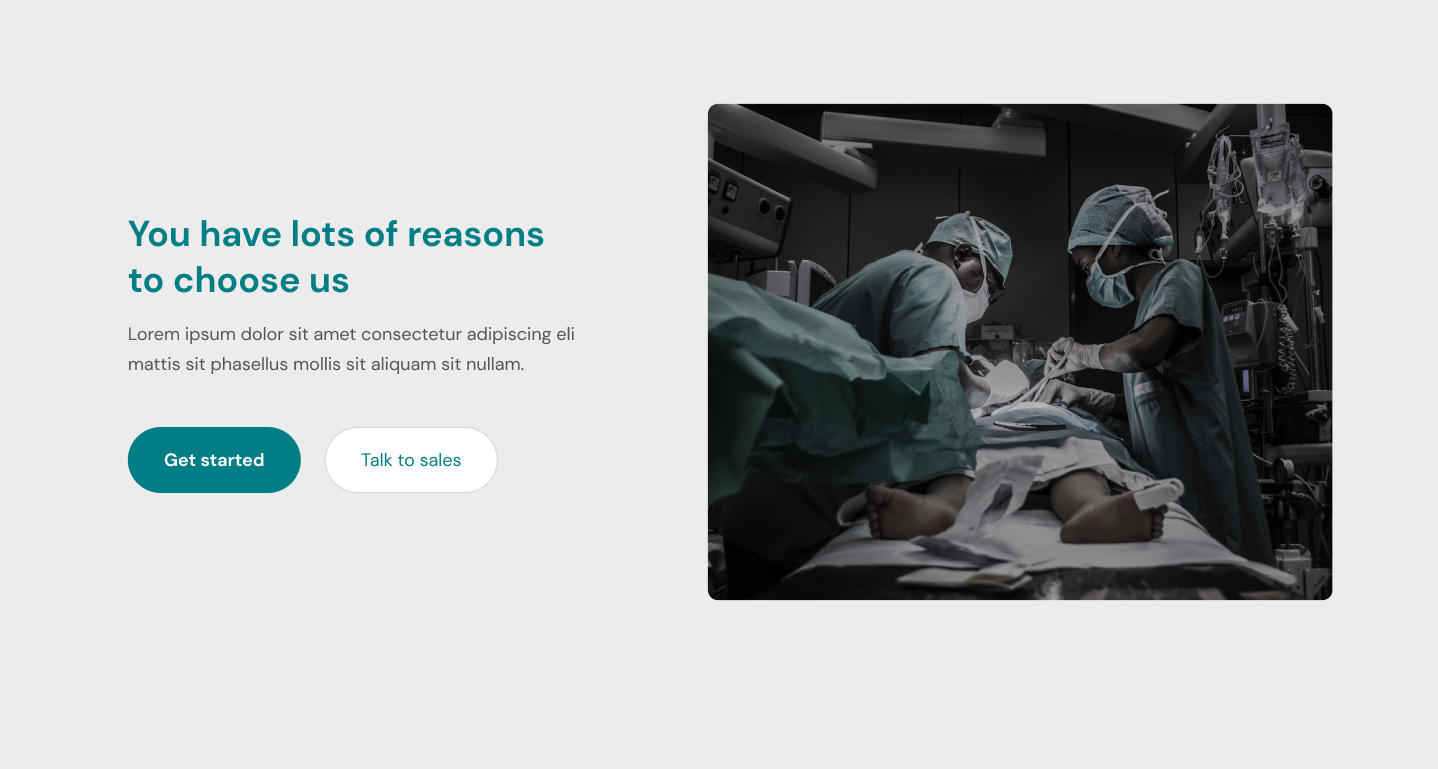 You have lots of reasons
to choose us
Lorem ipsum dolor sit amet consectetur adipiscing eli
mattis sit phasellus mollis sit aliquam sit nullam.
Get started
Talk to sales